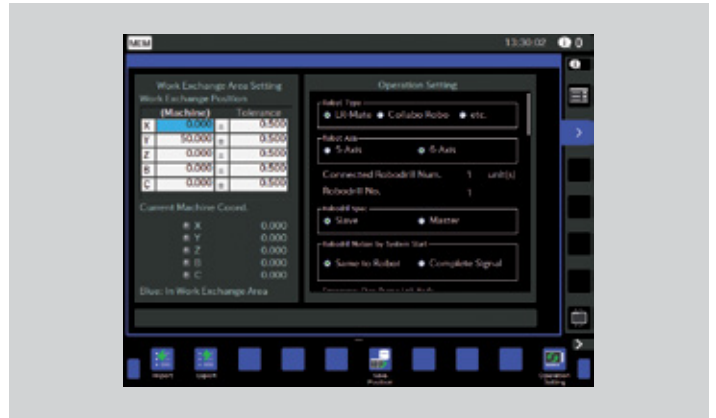 MEM 13:30:02 0
Work Exchange Area Setting
Work Exchange Position
(Machine) Tolerance
X 0.000 ± 0.500
Y 50.000 ± 0.500
Z 0.000 ± 0.500
B 0.000 ± 0.500
C 0.000 ± 0.500
Current Machine Coord.
X 0.000
Y 0.000
Z 0.000
B 0.000
C 0.000
Blue: In Work Exchange Area
Operation Setting
Robot Type
LR-Mate Collabo Robo etc.
Robot Axis
5-Axis 6-Axis
Connected Robodrill Num. 1 unit(s)
Robodrill No. 1
Robodrill Spec
Slave Master
Robodrill Motion by System Start
Same to Robot Complete Signal
Import Export Save Position Operation Setting